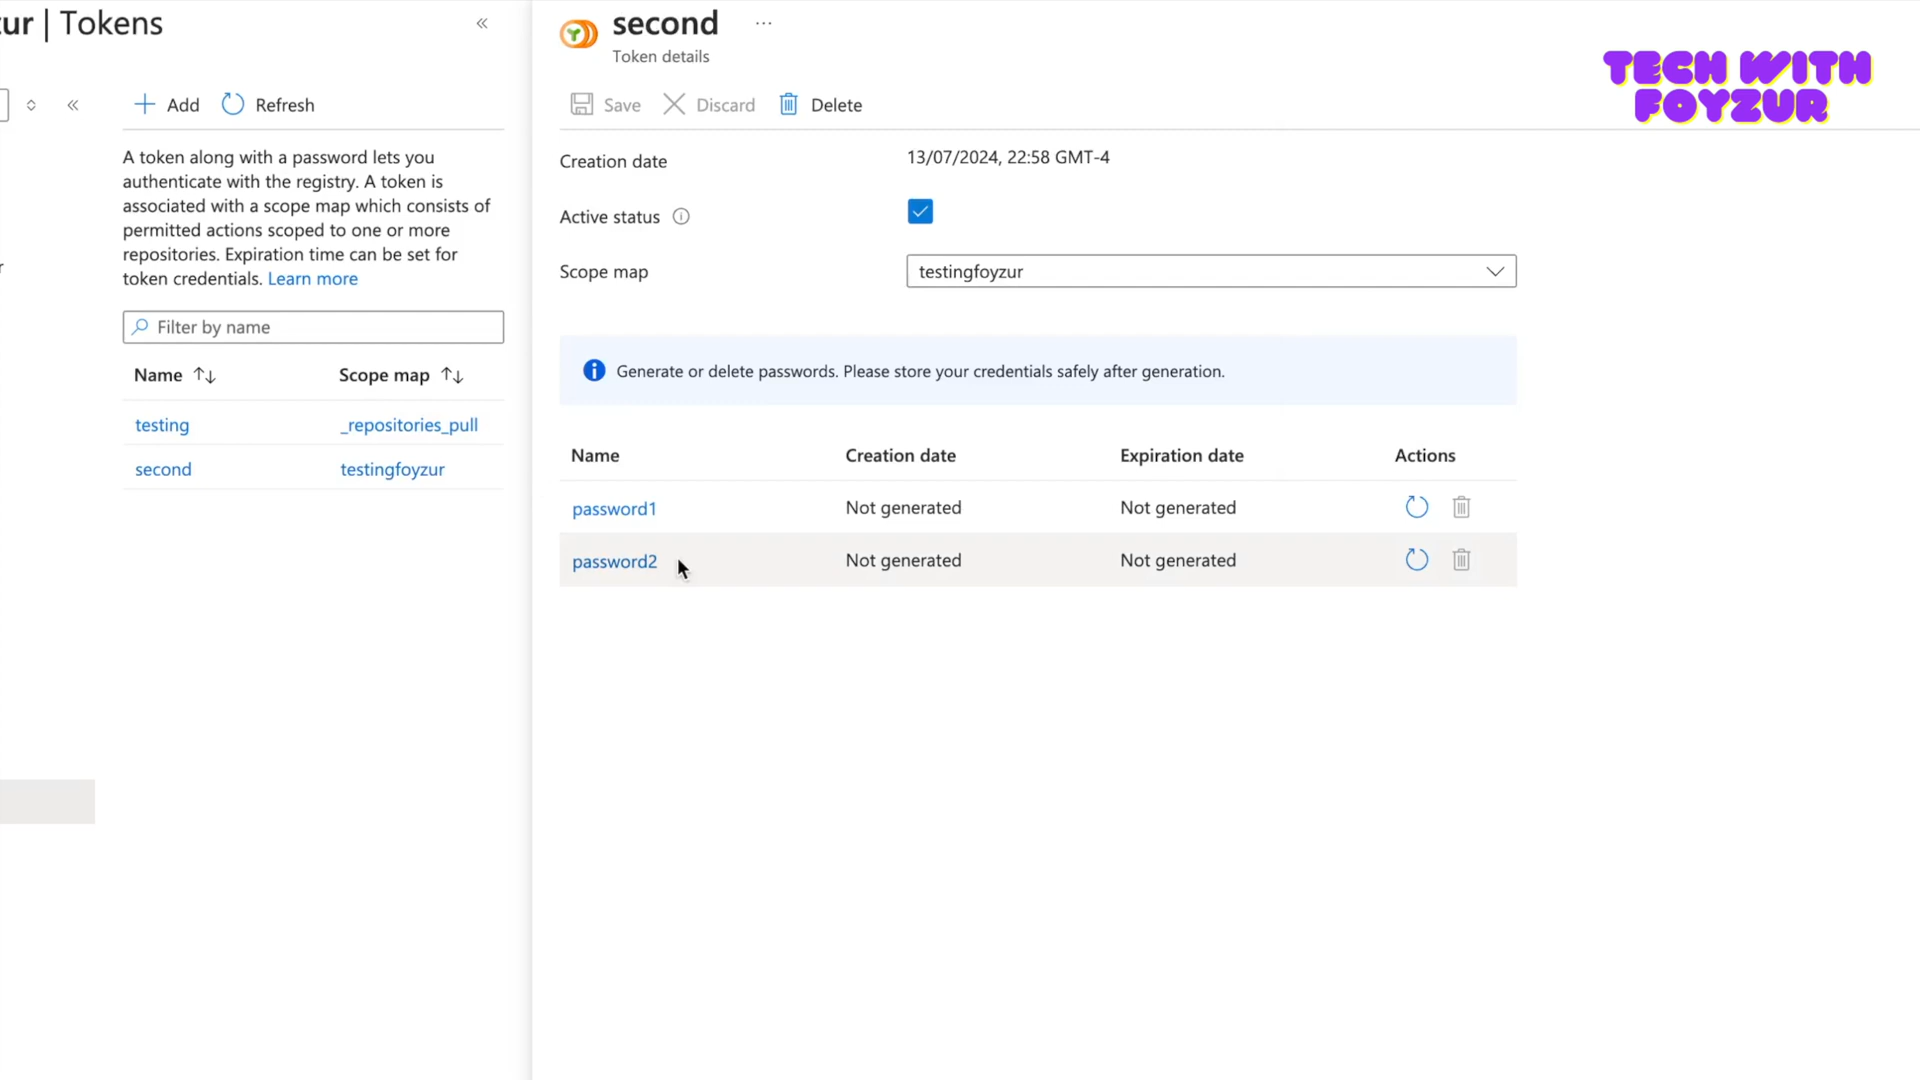 ur | Tokens
«
second
...
Token details
TECH WITH
FOYZUR
«
Add
Refresh
Save
Discard
Delete
A token along with a password lets you
authenticate with the registry. A token is
associated with a scope map which consists of
permitted actions scoped to one or more
repositories. Expiration time can be set for
token credentials. Learn more
Filter by name
Name
Scope map
testing
_repositories_pull
second
testingfoyzur
Creation date
13/07/2024, 22:58 GMT-4
Active status
Scope map
testingfoyzur
Generate or delete passwords. Please store your credentials safely after generation.
Name
Creation date
Expiration date
Actions
password1
Not generated
Not generated
password2
Not generated
Not generated